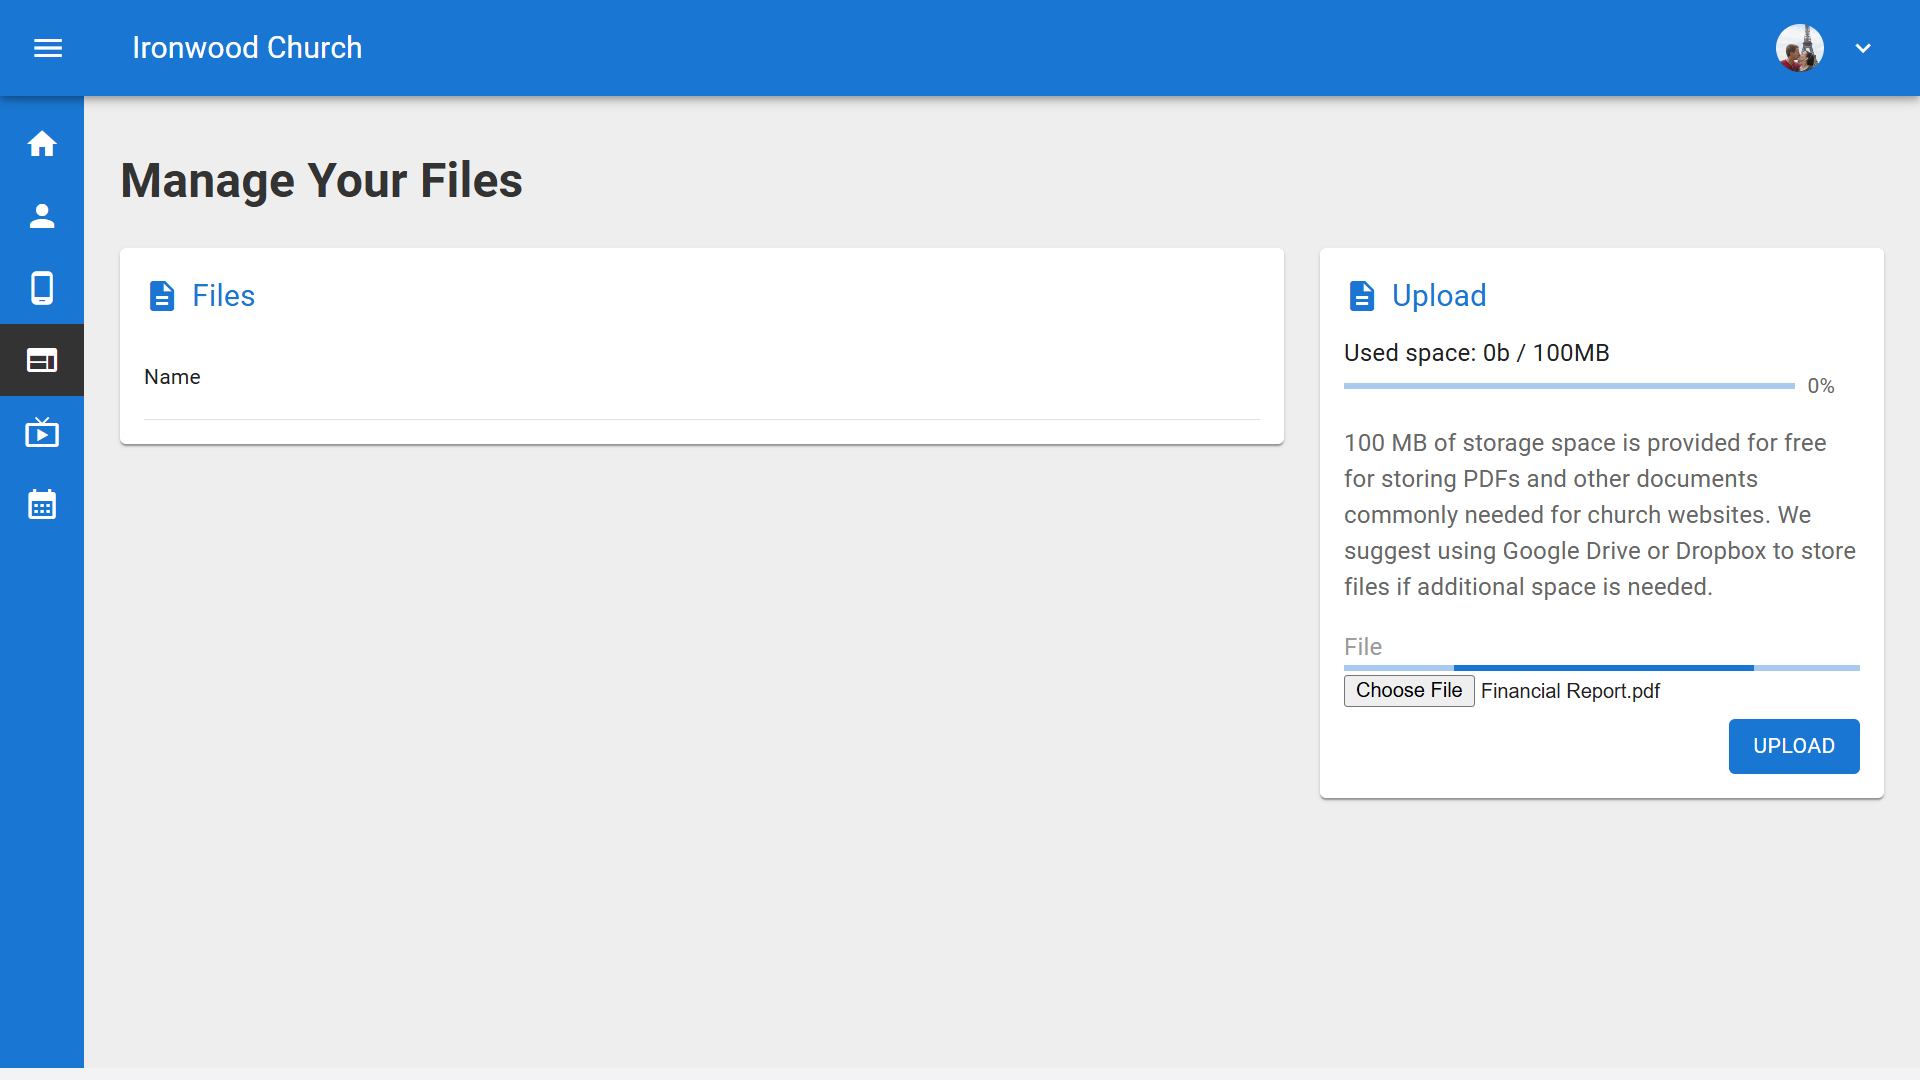 Ironwood Church
Manage Your Files
Files
Name
Upload
Used space: 0b / 100MB
0%
100 MB of storage space is provided for free
for storing PDFs and other documents
commonly needed for church websites. We
suggest using Google Drive or Dropbox to store
files if additional space is needed.
File
Choose File Financial Report.pdf
UPLOAD